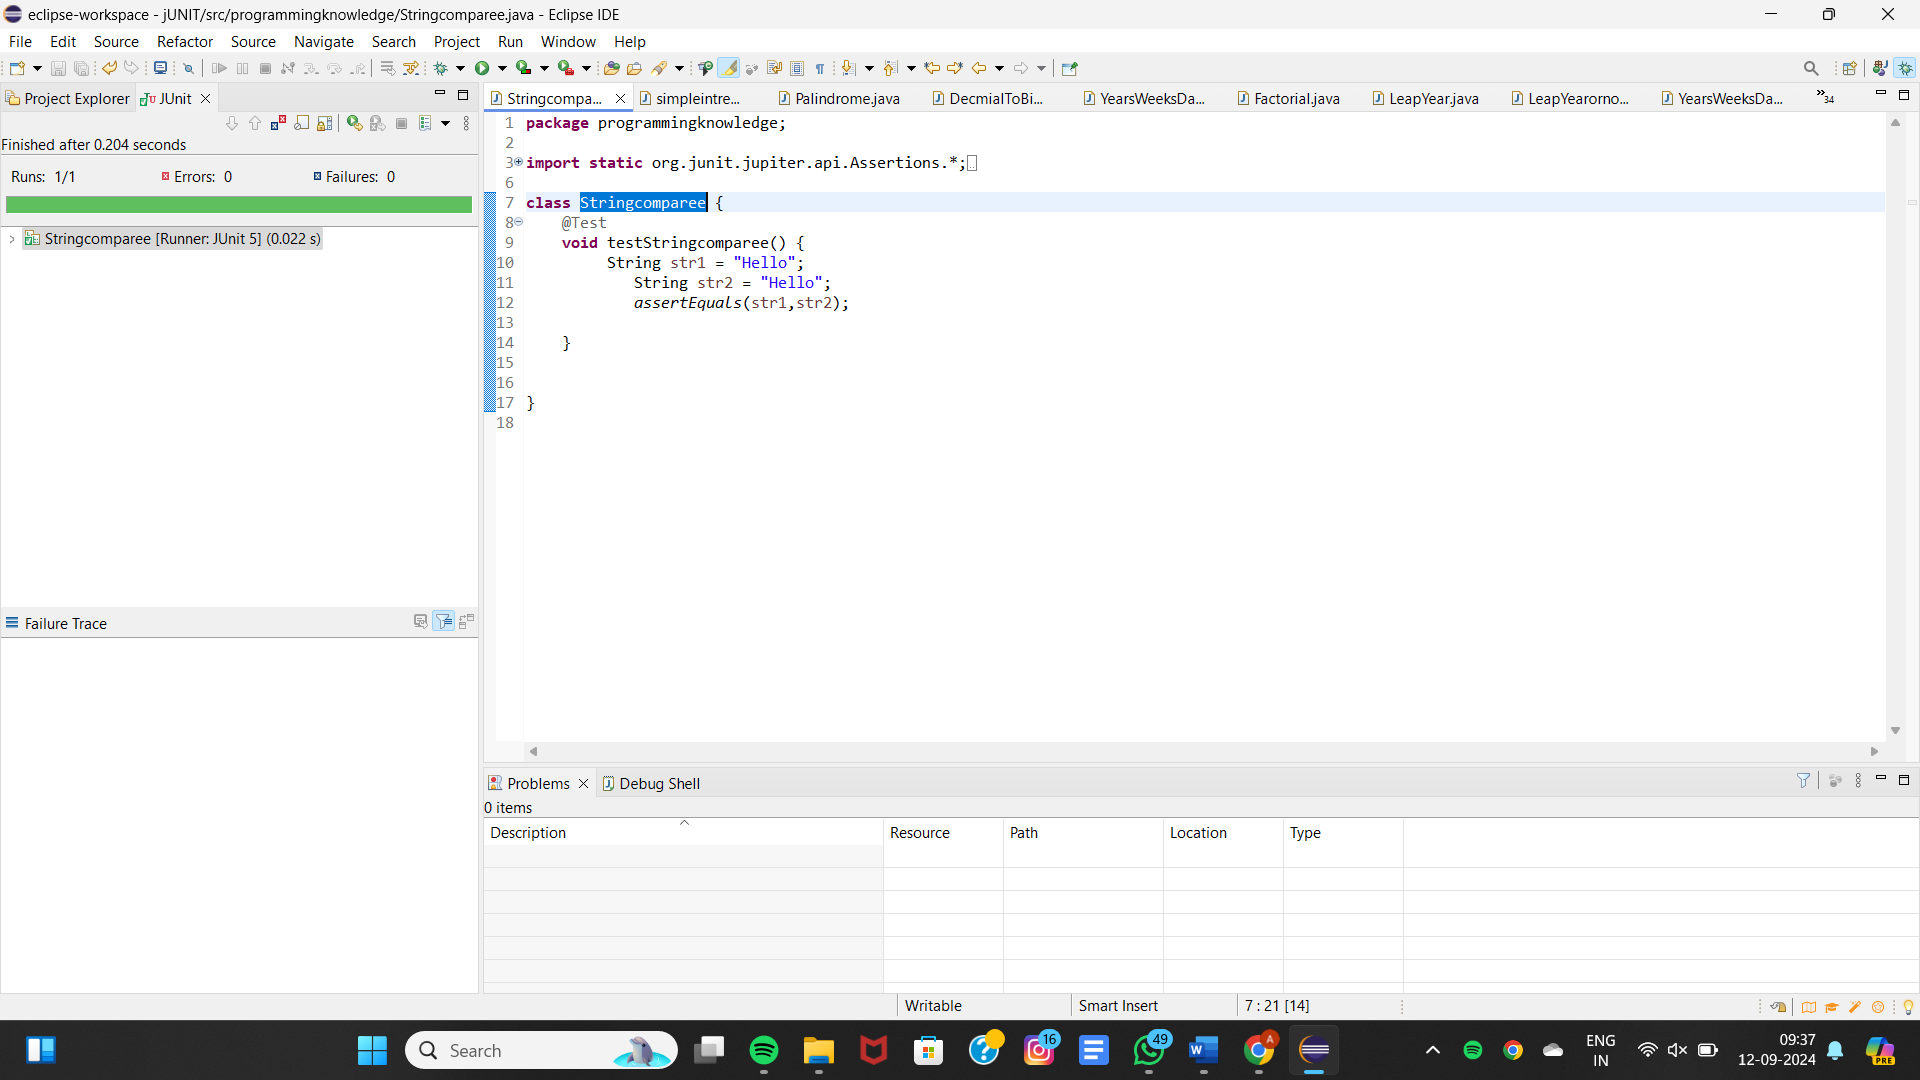 eclipse-workspace - jUNIT/src/programmingknowledge/Stringcomparee.java - Eclipse IDE
File Edit Source Refactor Source Navigate Search Project Run Window Help
Project Explorer JUnit
Stringcompa... simpleintre... Palindrome.java DecmialToBi... YearsWeeksDa... Factorial.java LeapYear.java LeapYearorno... YearsWeeksDa... »34
Finished after 0.204 seconds
Runs: 1/1 Errors: 0 Failures: 0
Stringcomparee [Runner: JUnit 5] (0.022 s)
1 package programmingknowledge;
2
3 import static org.junit.jupiter.api.Assertions.*;
6
7 class Stringcomparee {
8 @Test
9 void testStringcomparee() {
10 String str1 = "Hello";
11 String str2 = "Hello";
12 assertEquals(str1,str2);
13
14 }
15
16
17 }
18
Failure Trace
Problems Debug Shell
0 items
Description Resource Path Location Type
Writable Smart Insert 7 : 21 [14]
Search
16
49
A
ENG
IN
09:37
12-09-2024
PRE